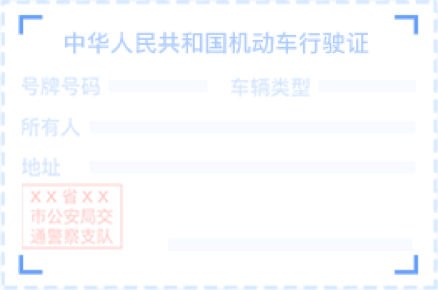 中华人民共和国机动车行驶证
号牌号码 车辆类型
所有人
地址
XX省XX
市公安局交
通警察支队